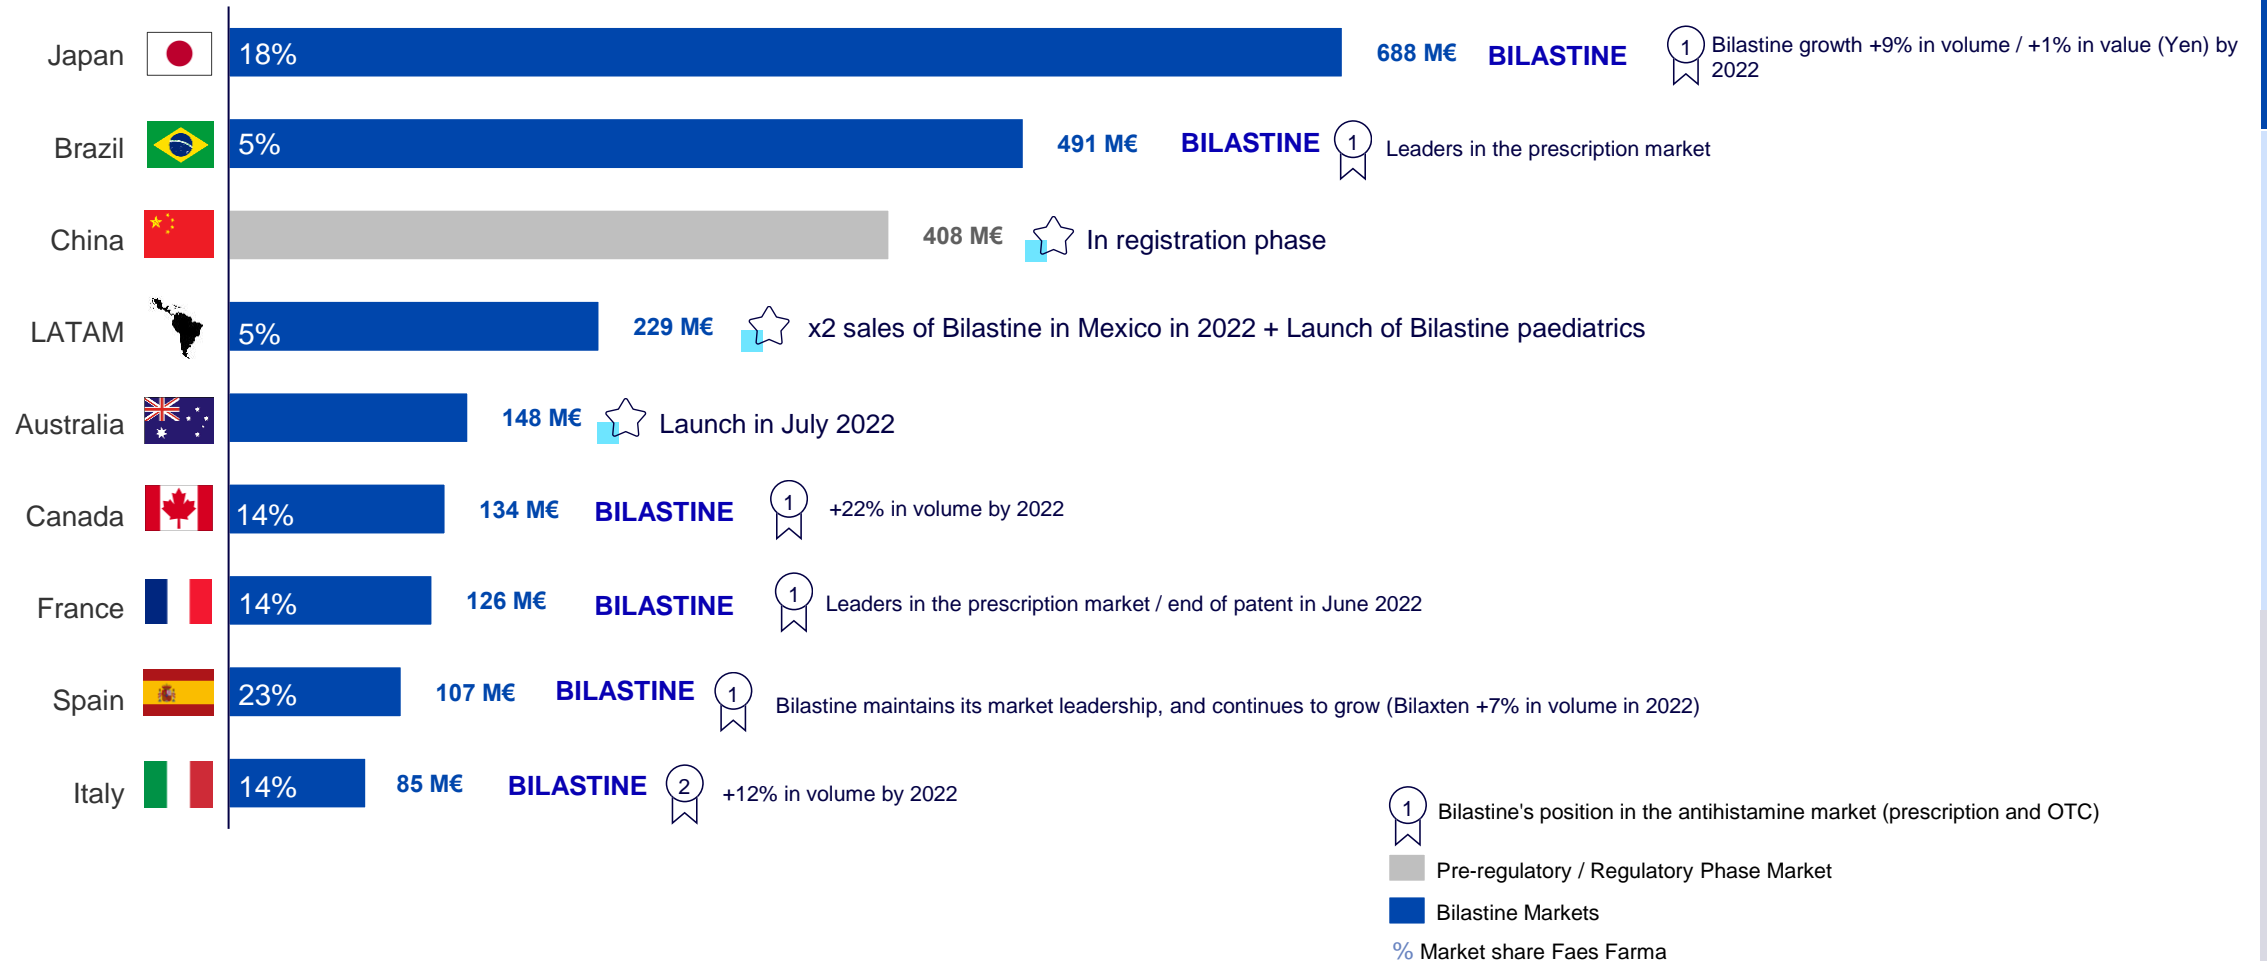 Japan 18% 688 M€ BILASTINE 1 Bilastine growth +9% in volume / +1% in value (Yen) by
2022
Brazil 5% 491 M€ BILASTINE 1 Leaders in the prescription market
China 408 M€ In registration phase
LATAM 5% 229 M€ x2 sales of Bilastine in Mexico in 2022 + Launch of Bilastine paediatrics
Australia 148 M€ Launch in July 2022
Canada 14% 134 M€ BILASTINE 1 +22% in volume by 2022
France 14% 126 M€ BILASTINE 1 Leaders in the prescription market / end of patent in June 2022
Spain 23% 107 M€ BILASTINE 1 Bilastine maintains its market leadership, and continues to grow (Bilaxten +7% in volume in 2022)
Italy 14% 85 M€ BILASTINE 2 +12% in volume by 2022
1 Bilastine's position in the antihistamine market (prescription and OTC)
Pre-regulatory / Regulatory Phase Market
Bilastine Markets
% Market share Faes Farma